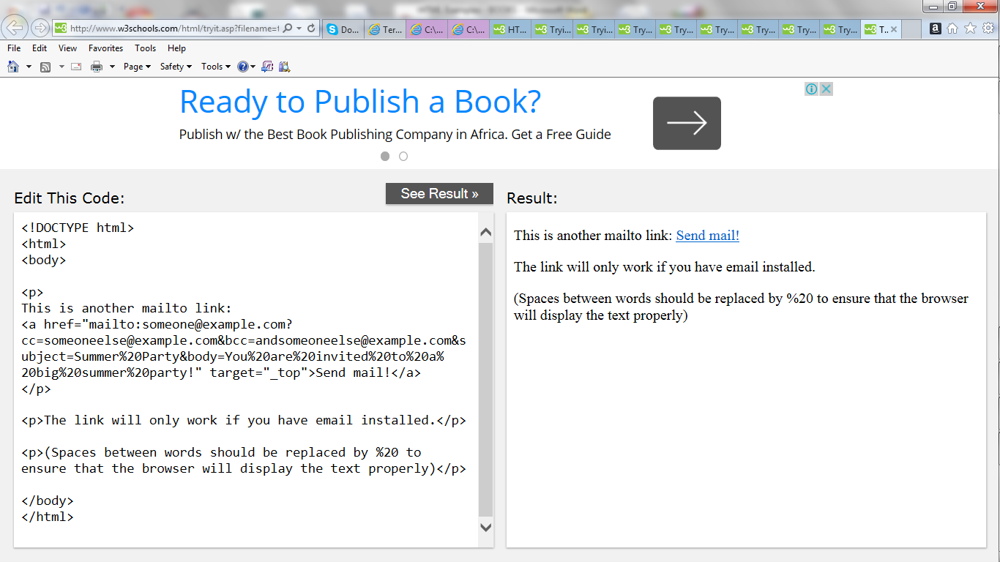 http://www.w3schools.com/html/tryit.asp?filename=t
Do...
Ter...
C:\...
C:\...
HT...
Tryi...
Tryi...
Try...
Try...
Try...
Try...
Try...
Try...
T...
File Edit View Favorites Tools Help
Page Safety Tools
Ready to Publish a Book?
Publish w/ the Best Book Publishing Company in Africa. Get a Free Guide
Edit This Code:
See Result »
<!DOCTYPE html>
<html>
<body>
<p>
This is another mailto link:
<a href="mailto:someone@example.com?
cc=someoneelse@example.com&bcc=andsomeoneelse@example.com&s
ubject=Summer%20Party&body=You%20are%20invited%20to%20a%
20big%20summer%20party!" target="_top">Send mail!</a>
</p>
<p>The link will only work if you have email installed.</p>
<p>(Spaces between words should be replaced by %20 to
ensure that the browser will display the text properly)</p>
</body>
</html>
Result:
This is another mailto link: Send mail!
The link will only work if you have email installed.
(Spaces between words should be replaced by %20 to ensure that the browser
will display the text properly)